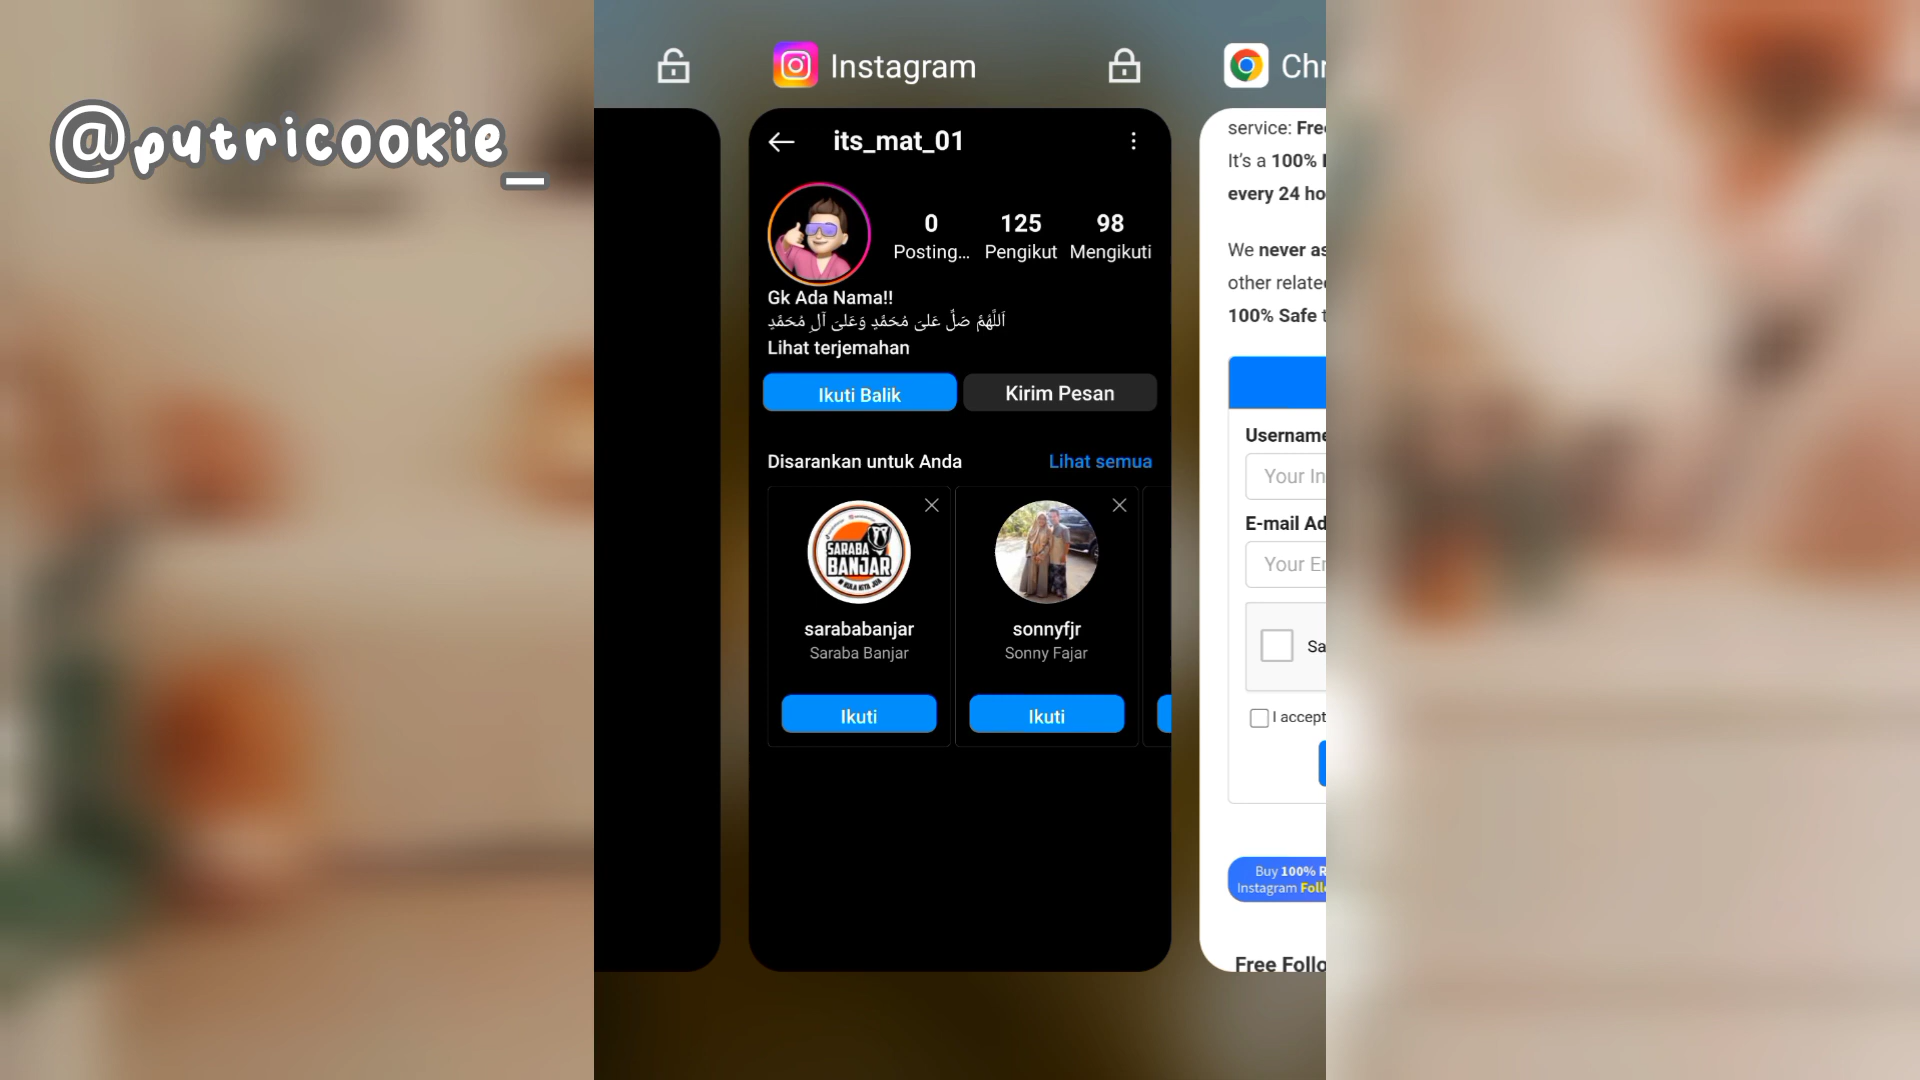 @putricookie_
Instagram
its_mat_01
0
125
98
Posting...
Pengikut
Mengikuti
Gk Ada Nama!!
اَللَّهُمَّ صَلِّ عَلىَ مُحَمَّدٍ وَعَلىَ آلِ مُحَمَّدٍ
Lihat terjemahan
Ikuti Balik
Kirim Pesan
Disarankan untuk Anda
Lihat semua
SARABA
BANJAR
sarababanjar
Saraba Banjar
Ikuti
sonnyfjr
Sonny Fajar
Ikuti
Chr
service: Fre
It's a 100%
every 24 ho
We never as
other relate
100% Safe
Username
Your In
E-mail Ad
Your Er
Sa
I accept
Buy 100% R
Instagram Foll
Free Follo